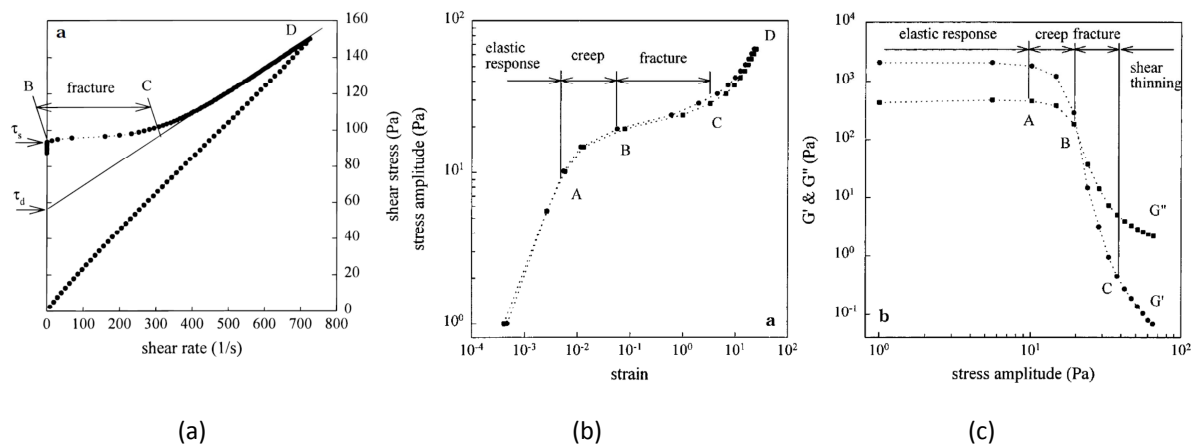 a
B
C
D
fracture
τs
τd
160
140
120
100
80
60
40
20
0
shear stress (Pa)
0 100 200 300 400 500 600 700 800
shear rate (1/s)
(a)
10²
10¹
10⁰
stress amplitude (Pa)
elastic
response
creep
fracture
A
B
C
D
a
10⁻⁴ 10⁻³ 10⁻² 10⁻¹ 10⁰ 10¹ 10²
strain
(b)
10⁴
10³
10²
10¹
10⁰
10⁻¹
G' & G" (Pa)
elastic response
creep fracture
shear
thinning
A
B
C
G"
G'
b
10⁰ 10¹ 10²
stress amplitude (Pa)
(c)